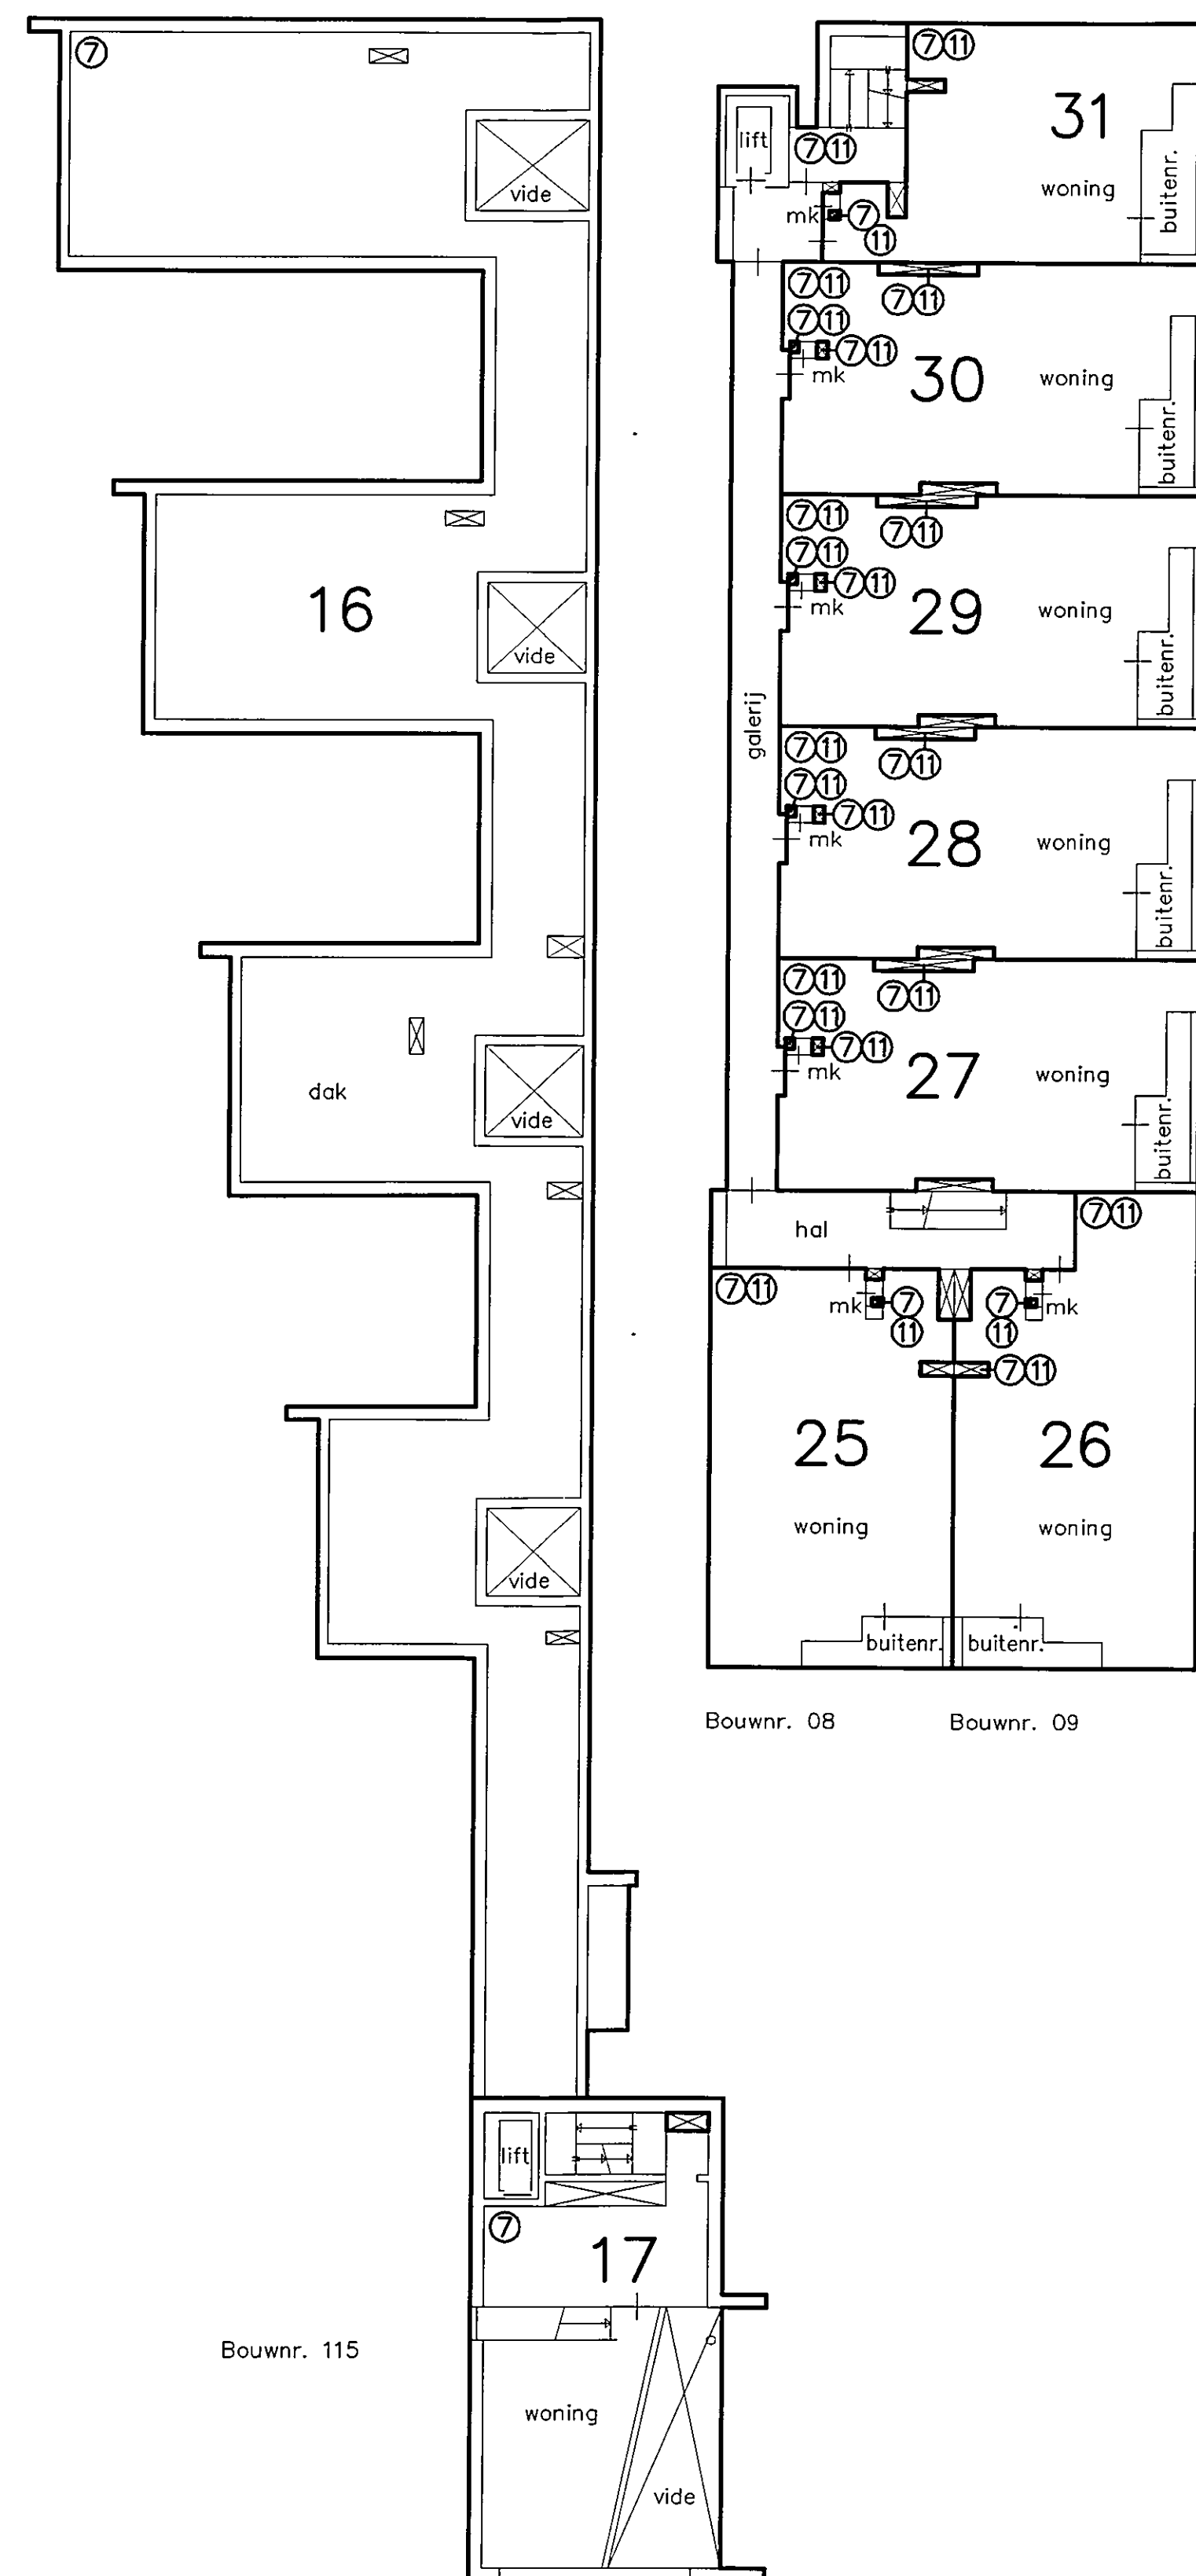 7
vide
16
vide
dak
vide
vide
lift
7
17
Bouwnr. 115
woning
vide
7 11
31
lift
7 11
woning
buitenr.
mk
7
11
7 11
7 11
7 11
7 11
mk
30
woning
buitenr.
7 11
7 11
7 11
7 11
mk
29
woning
buitenr.
galerij
7 11
7 11
7 11
7 11
mk
28
woning
buitenr.
7 11
7 11
7 11
7 11
mk
27
woning
buitenr.
hal
7 11
7 11
mk
7
11
7
11
mk
7 11
25
26
woning
woning
buitenr.
buitenr.
Bouwnr. 08
Bouwnr. 09